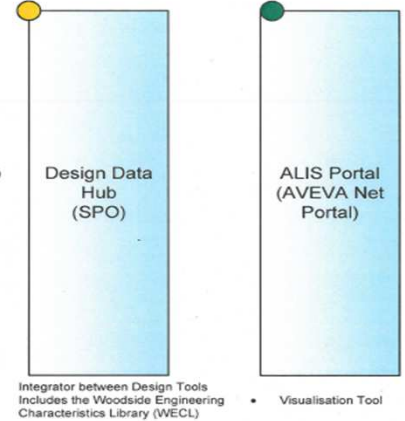 Design Data
Hub
(SPO)
ALIS Portal
(AVEVA Net
Portal)
Integrator between Design Tools
Includes the Woodside Engineering
Characteristics Library (WECL)
• Visualisation Tool